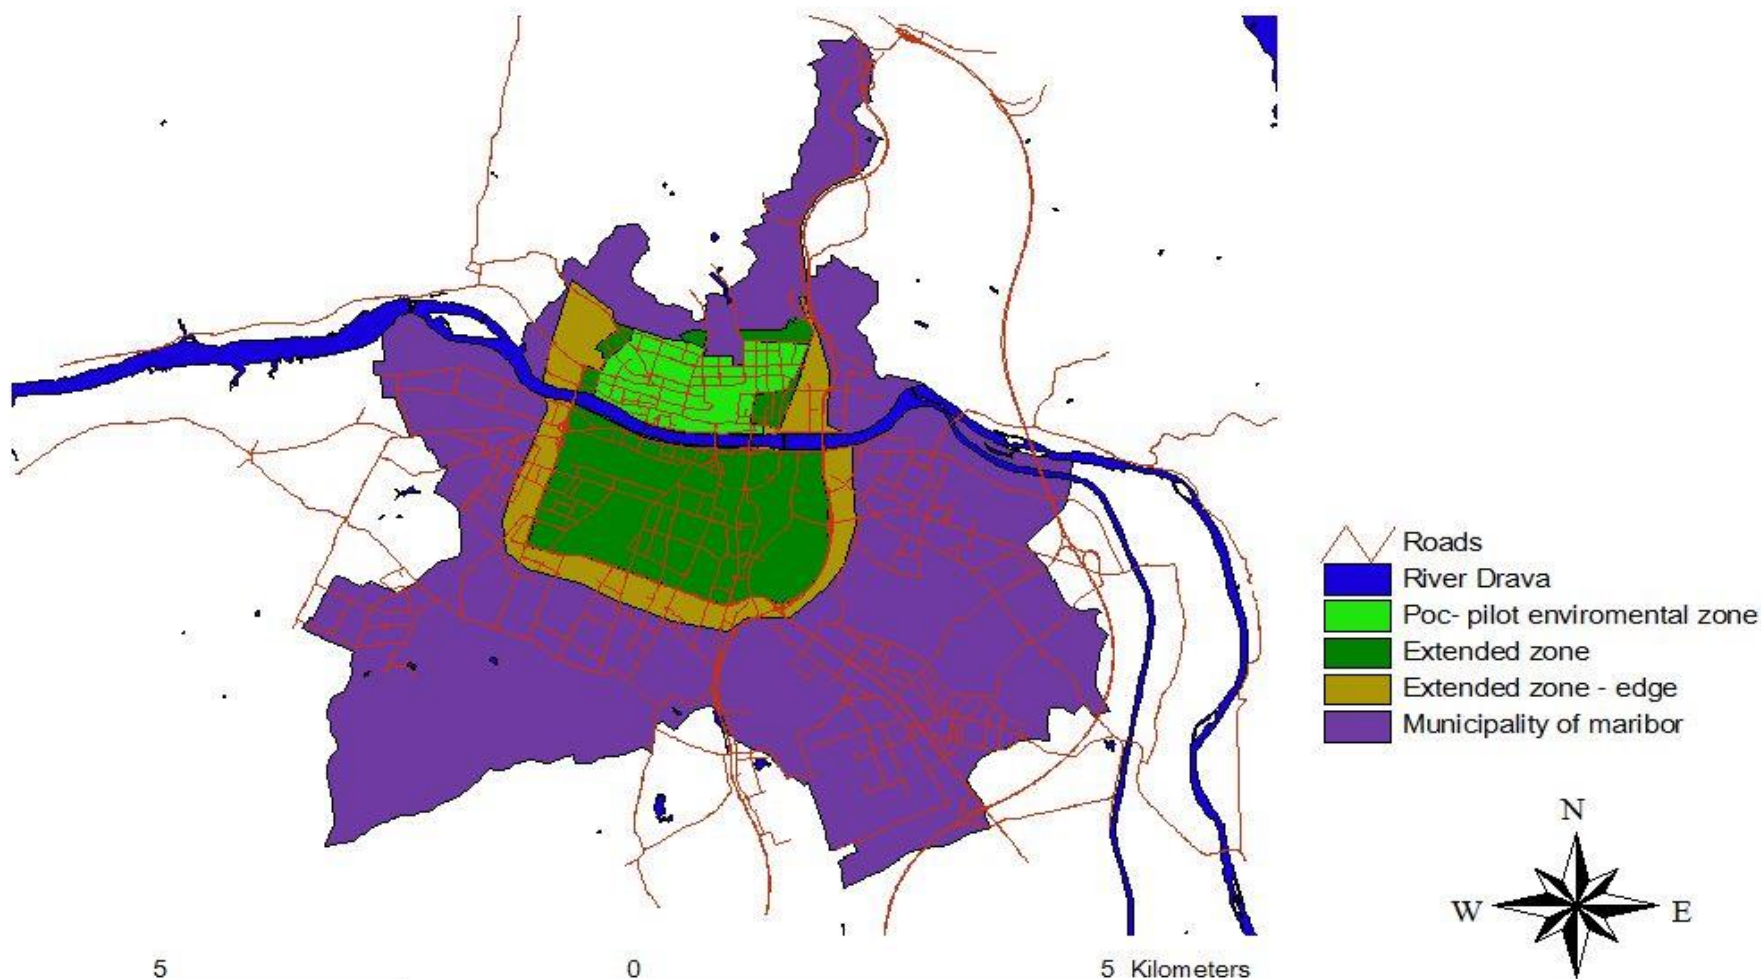 Roads
River Drava
Poc- pilot enviromental zone
Extended zone
Extended zone - edge
Municipality of maribor
N
W E
5 0 5 Kilometers